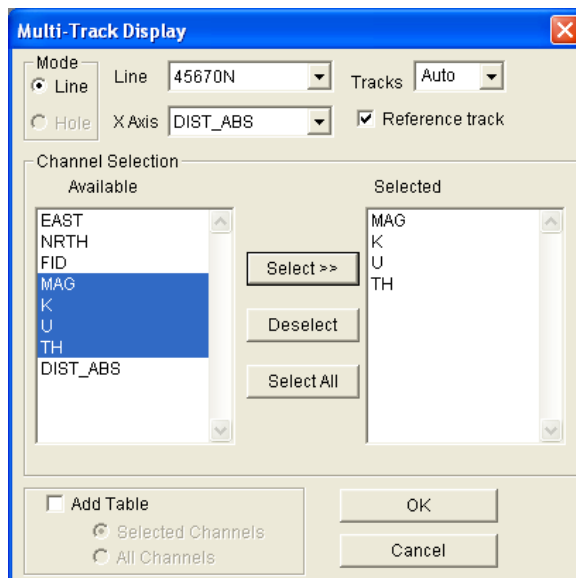 Multi-Track Display
Mode
Line
Hole
Line 45670N
X Axis DIST_ABS
Tracks Auto
Reference track
Channel Selection
Available
EAST
NRTH
FID
MAG
K
U
TH
DIST_ABS
Select >>
Deselect
Select All
Selected
MAG
K
U
TH
Add Table
Selected Channels
All Channels
OK
Cancel